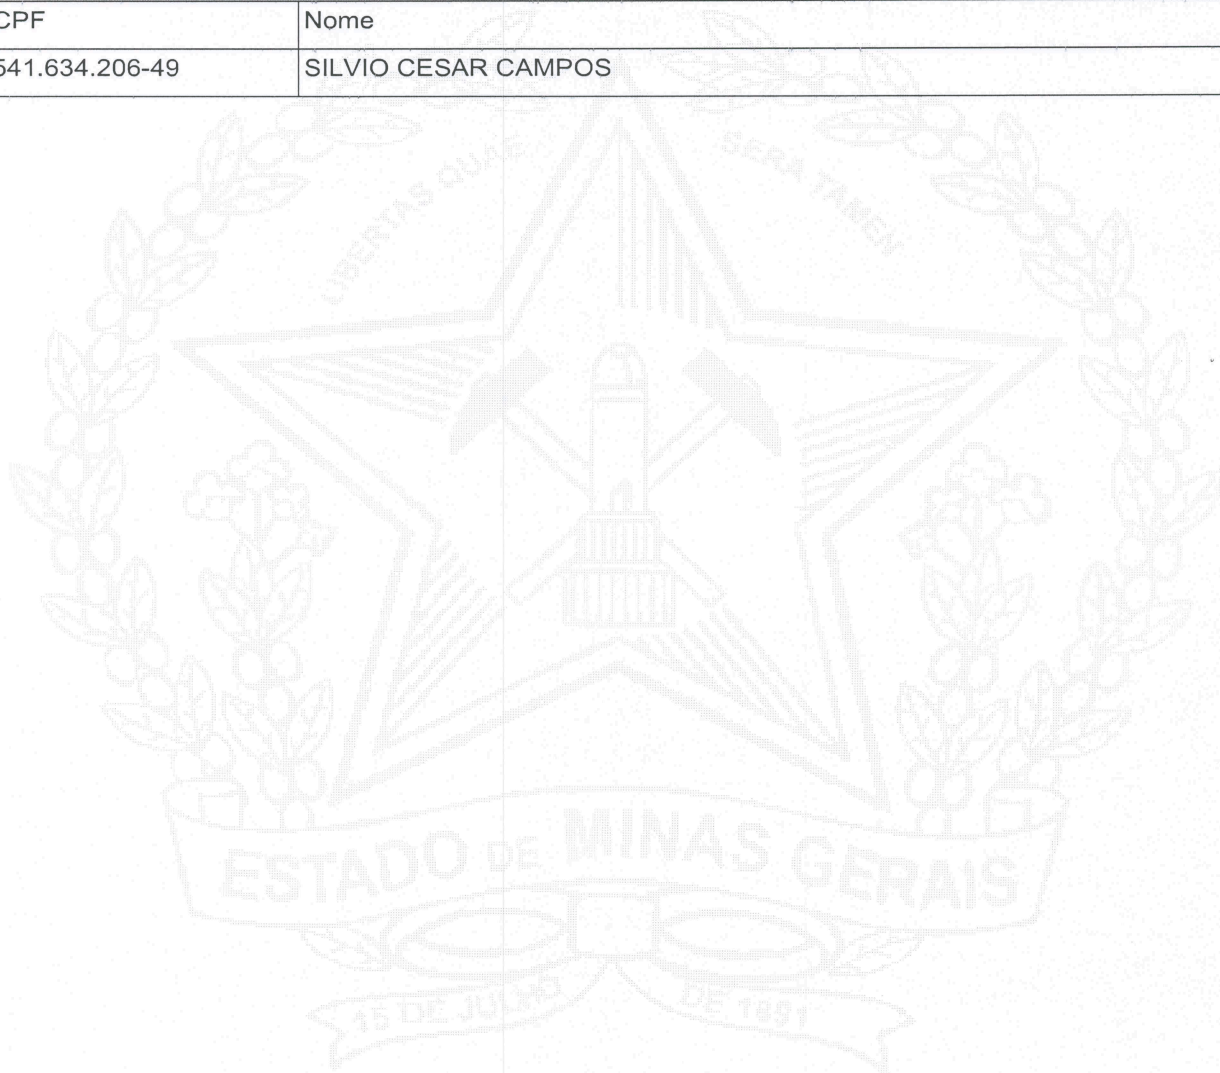 CPF Nome
541.634.206-49 SILVIO CESAR CAMPOS
LIBERTAS QUAE SERA TAMEN
ESTADO DE MINAS GERAIS
15 DE JULHO DE 1891